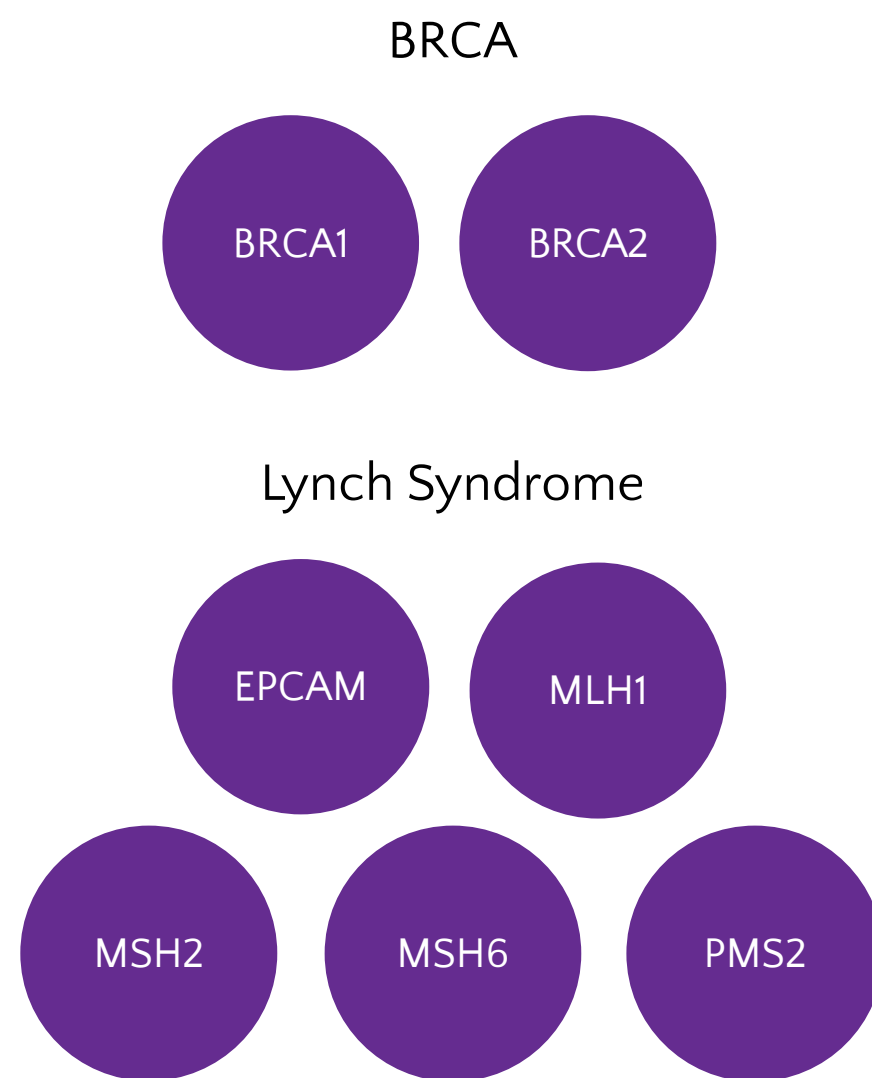 BRCA
BRCA1 BRCA2
Lynch Syndrome
EPCAM MLH1
MSH2 MSH6 PMS2